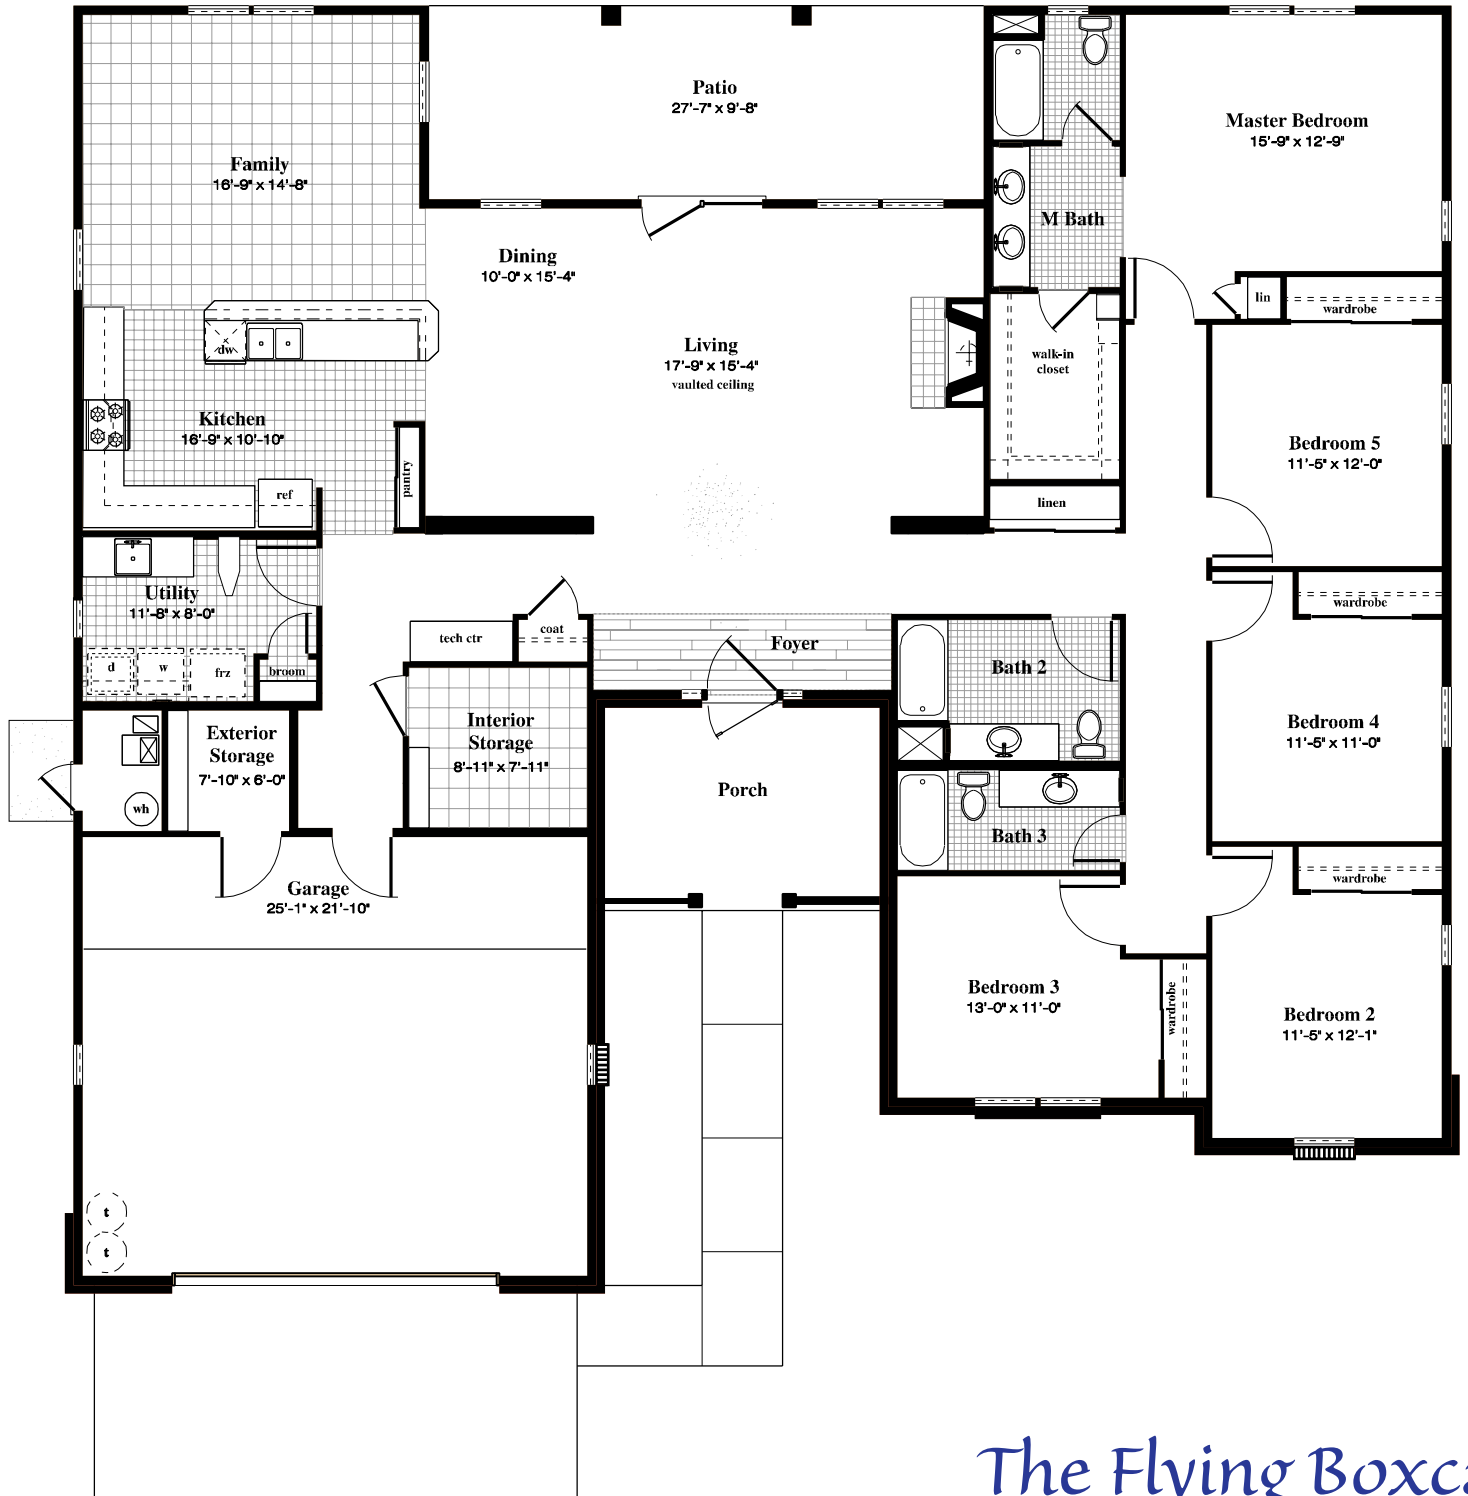 Patio
27'-7" x 9'-8"
Master Bedroom
15'-9" x 12'-9"
Family
16'-9" x 14'-8"
M Bath
Dining
10'-0" x 15'-4"
lin
wardrobe
dw
Living
17'-9" x 15'-4"
vaulted ceiling
walk-in
closet
Kitchen
16'-9" x 10'-10"
Bedroom 5
11'-5" x 12'-0"
pantry
ref
linen
Utility
11'-8" x 8'-0"
wardrobe
tech ctr
coat
Foyer
d
w
frz
broom
Bath 2
Interior
Storage
8'-11" x 7'-11"
Exterior
Storage
7'-10" x 6'-0"
Bedroom 4
11'-5" x 11'-0"
Porch
wh
Bath 3
Garage
25'-1" x 21'-10"
wardrobe
Bedroom 3
13'-0" x 11'-0"
wardrobe
Bedroom 2
11'-5" x 12'-1"
t
t
The Flying Boxc